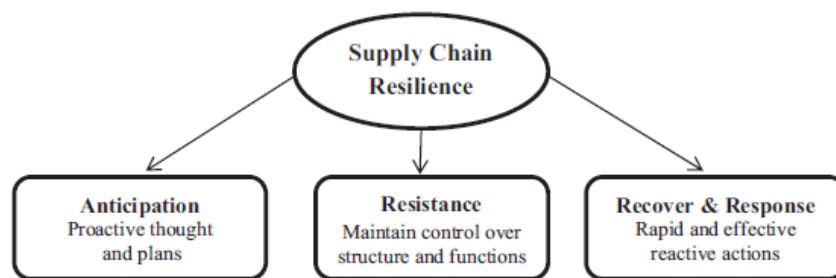 Supply Chain
Resilience
Anticipation
Proactive thought
and plans
Resistance
Maintain control over
structure and functions
Recover & Response
Rapid and effective
reactive actions